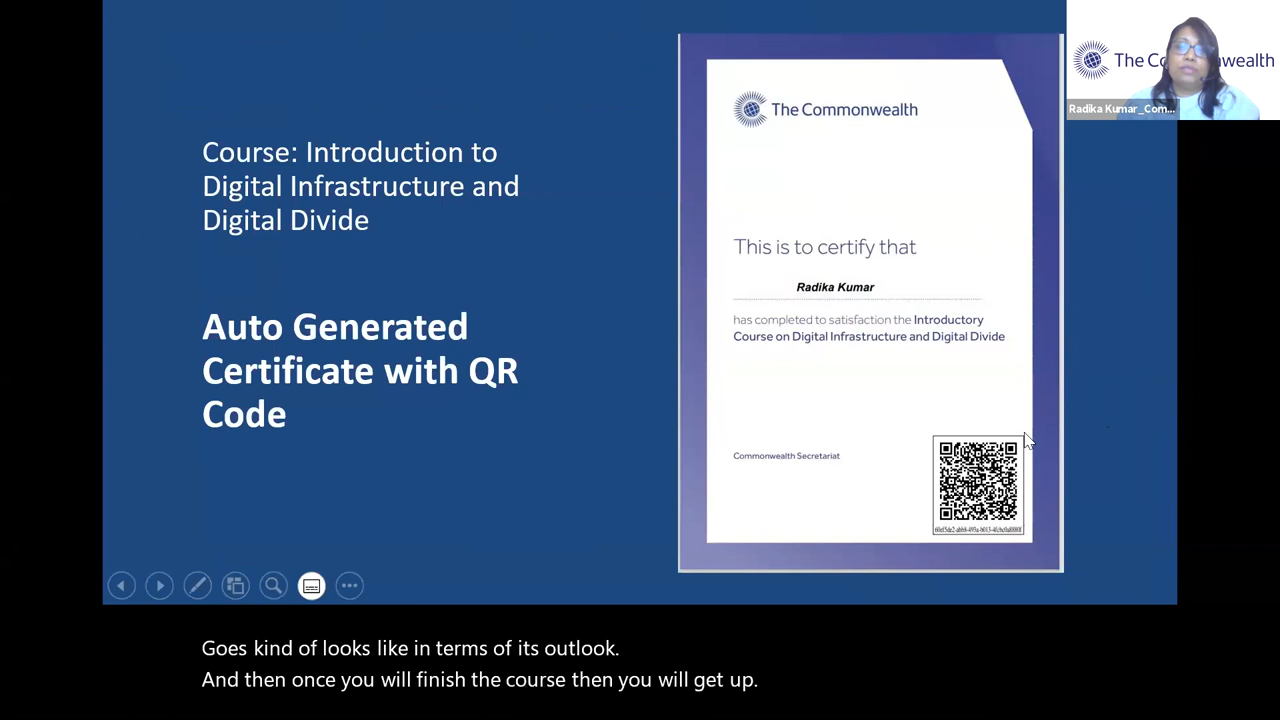 Course: Introduction to
Digital Infrastructure and
Digital Divide
Auto Generated
Certificate with QR
Code
The Commonwealth
This is to certify that
Radika Kumar
has completed to satisfaction the Introductory
Course on Digital Infrastructure and Digital Divide
Commonwealth Secretariat
The C wealth
Radika Kumar_Com...
Goes kind of looks like in terms of its outlook.
And then once you will finish the course then you will get up.